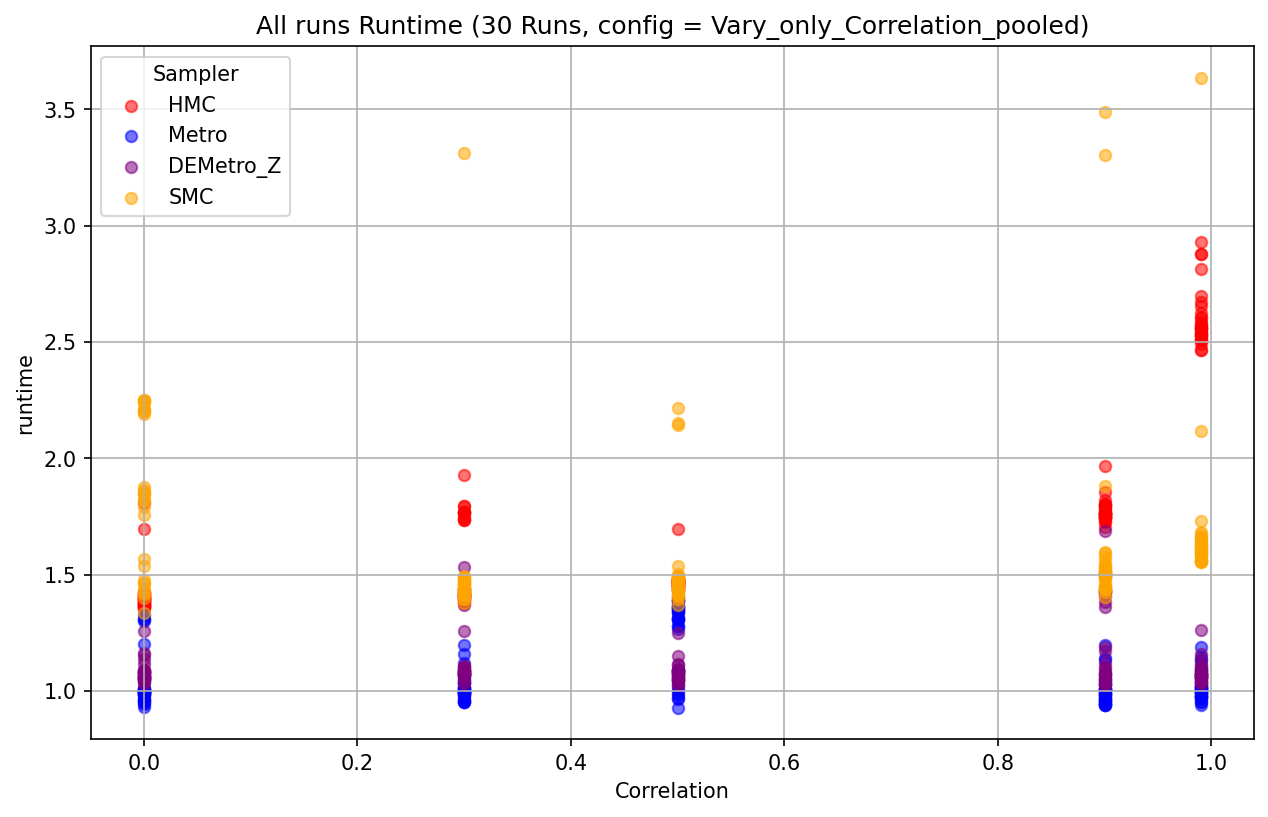 All runs Runtime (30 Runs, config = Vary_only_Correlation_pooled)
Sampler
HMC
Metro
DEMetro_Z
SMC
3.5
3.0
2.5
2.0
1.5
1.0
runtime
0.0 0.2 0.4 0.6 0.8 1.0
Correlation